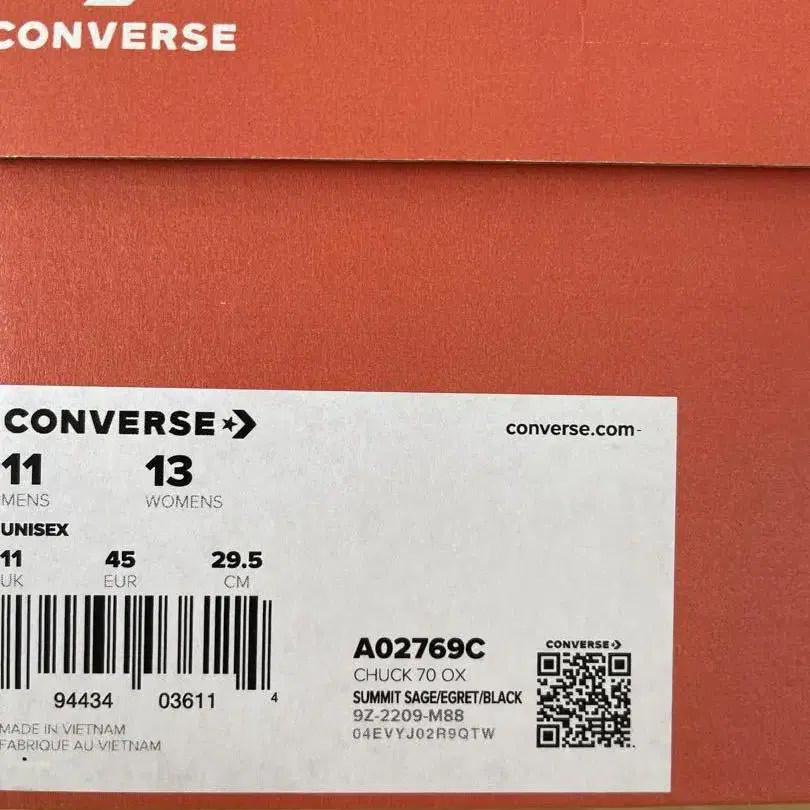 CONVERSE
CONVERSE
converse.com
11 13
MENS WOMENS
UNISEX
11 45 29.5
UK EUR CM
94434 03611 4
MADE IN VIETNAM
FABRIQUE AU VIETNAM
A02769C
CHUCK 70 OX
SUMMIT SAGE/EGRET/BLACK
9Z-2209-M88
04EVYJ02R9QTW
CONVERSE